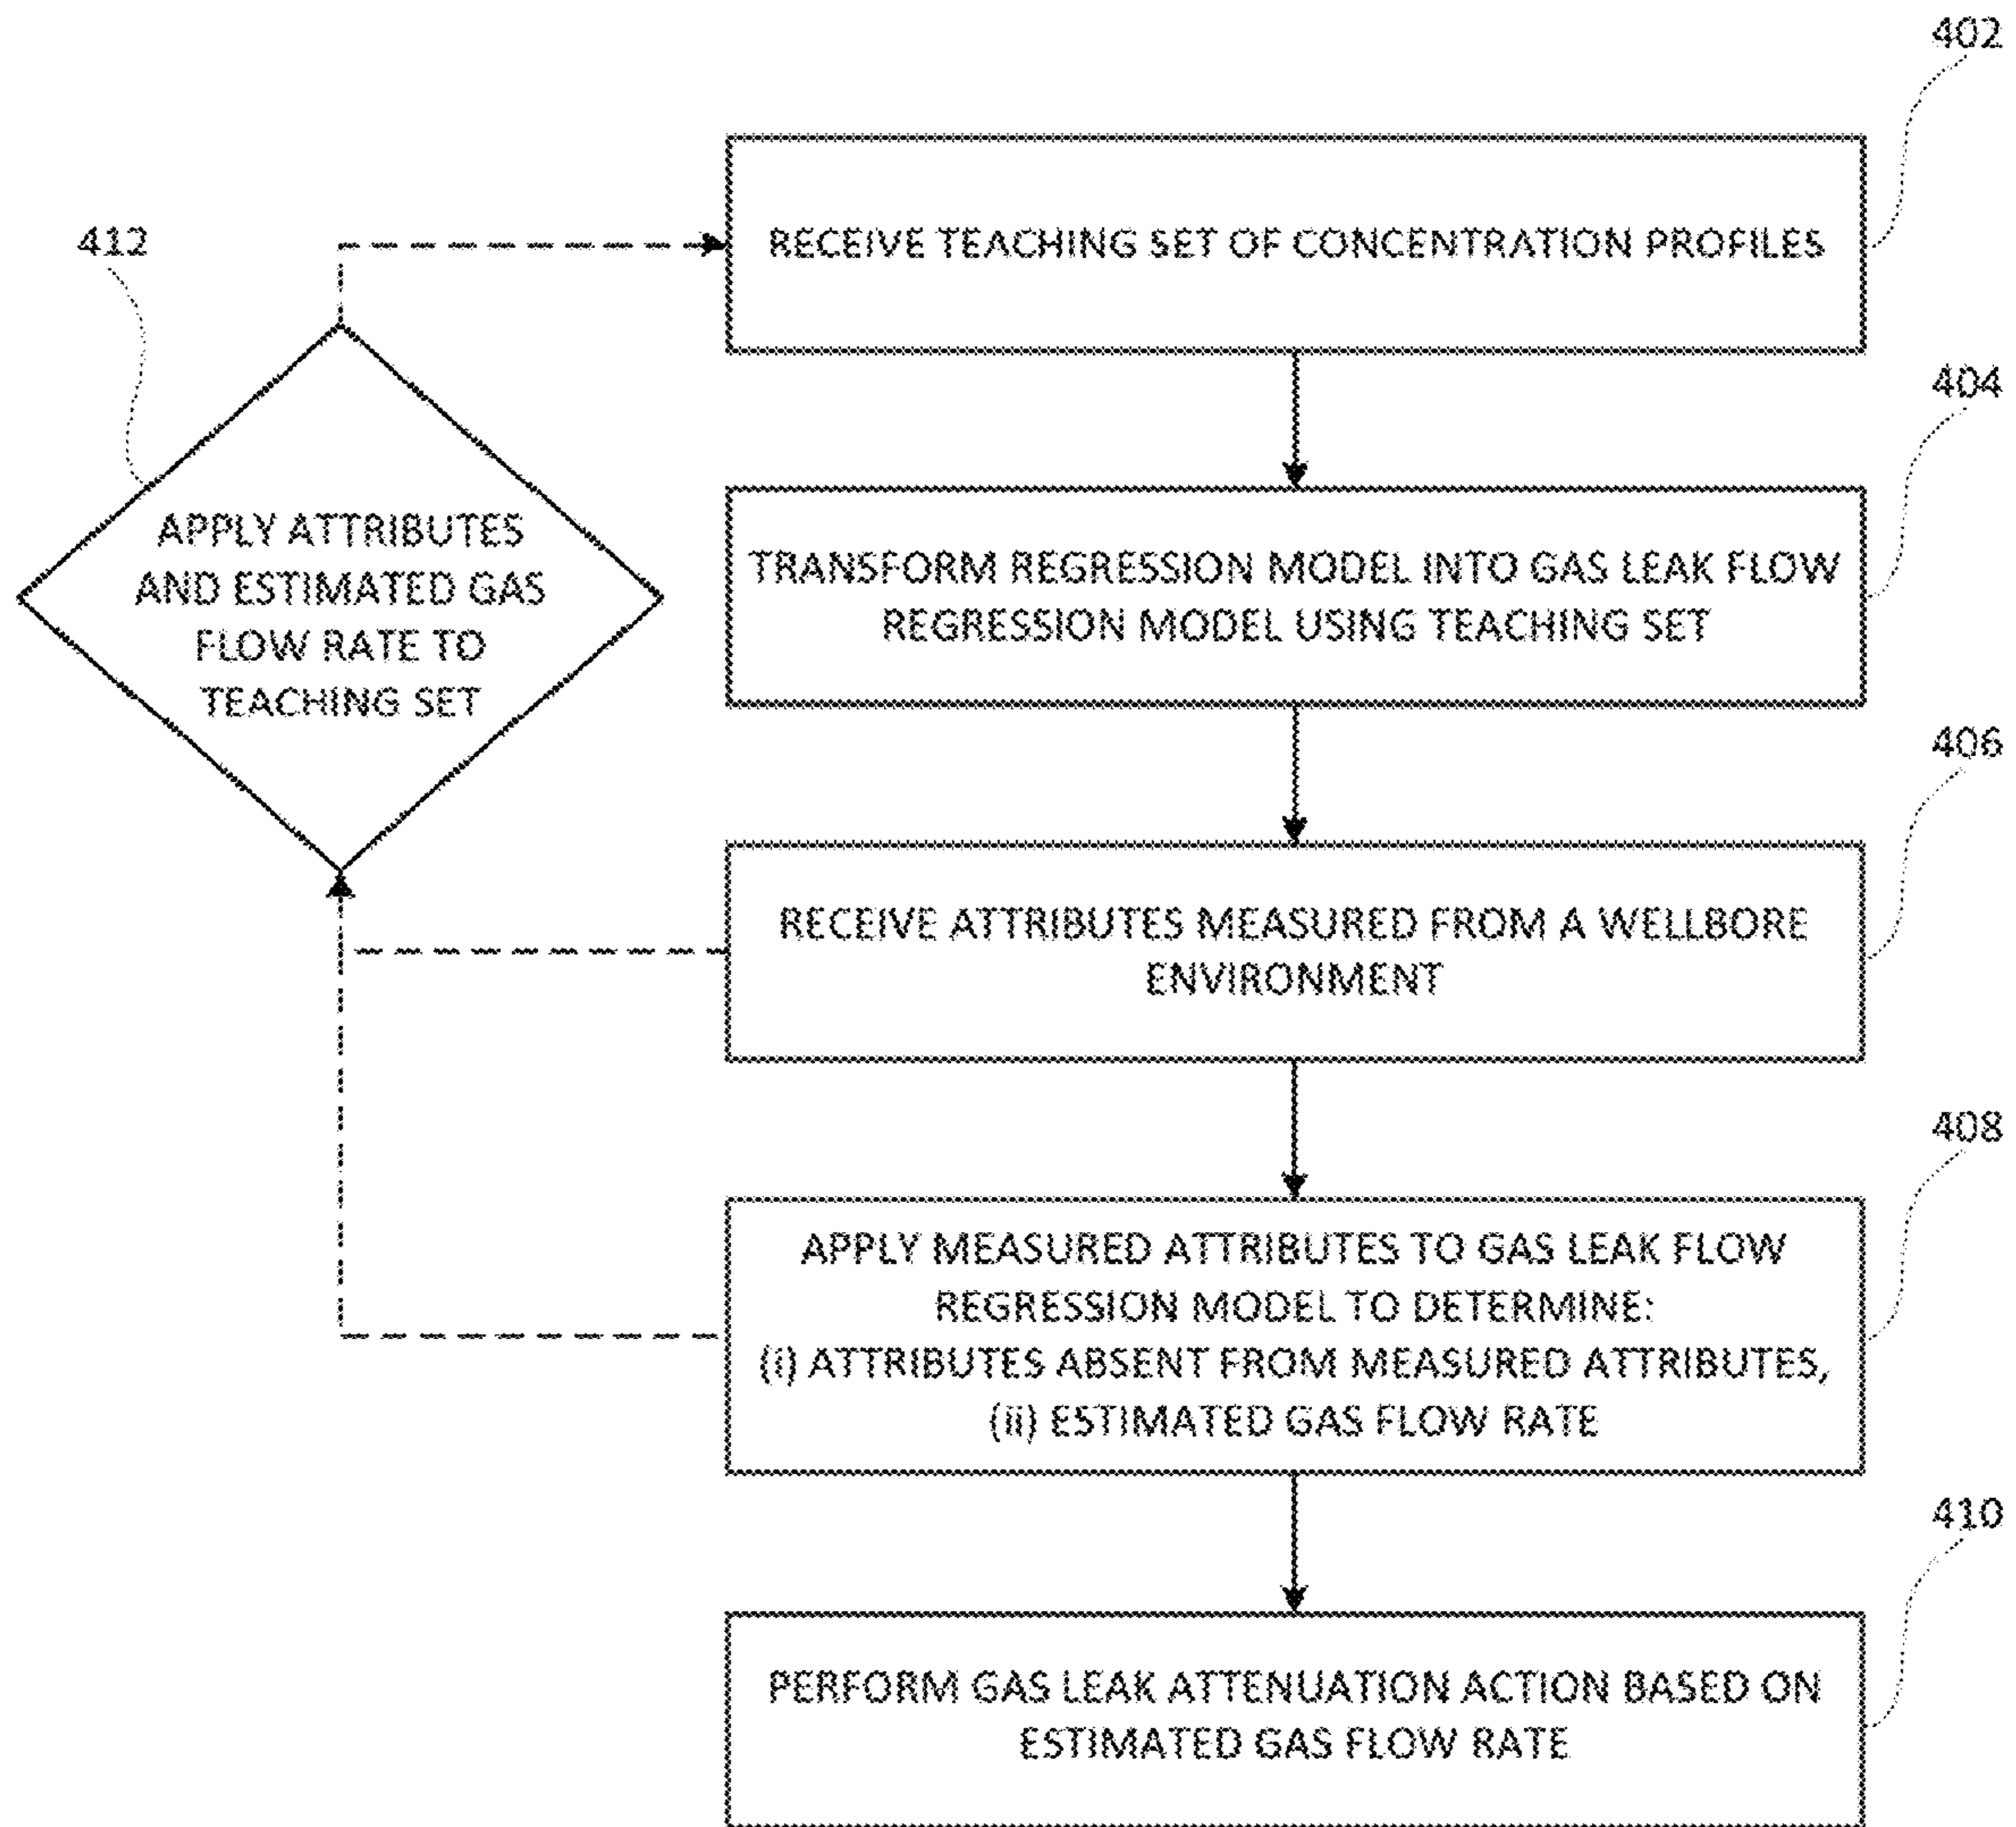 402
RECEIVE TEACHING SET OF CONCENTRATION PROFILES
412
404
APPLY ATTRIBUTES
AND ESTIMATED GAS
FLOW RATE TO
TEACHING SET
TRANSFORM REGRESSION MODEL INTO GAS LEAK FLOW
REGRESSION MODEL USING TEACHING SET
406
RECEIVE ATTRIBUTES MEASURED FROM A WELLBORE
ENVIRONMENT
408
APPLY MEASURED ATTRIBUTES TO GAS LEAK FLOW
REGRESSION MODEL TO DETERMINE:
(i) ATTRIBUTES ABSENT FROM MEASURED ATTRIBUTES,
(ii) ESTIMATED GAS FLOW RATE
410
PERFORM GAS LEAK ATTENUATION ACTION BASED ON
ESTIMATED GAS FLOW RATE